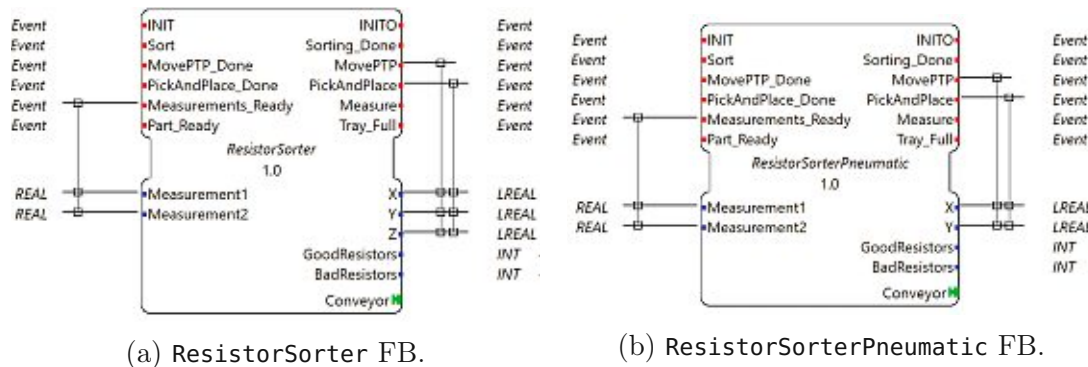 Event INIT INITO Event
Event Sort Sorting_Done Event
Event MovePTP_Done MovePTP Event
Event PickAndPlace_Done PickAndPlace Event
Event Measurements_Ready Measure Event
Event Part_Ready Tray_Full Event
ResistorSorter
1.0
REAL Measurement1 X LREAL
REAL Measurement2 Y LREAL
Z LREAL
GoodResistors INT
BadResistors INT
Conveyor
(a) ResistorSorter FB.
Event INIT INITO Event
Event Sort Sorting_Done Event
Event MovePTP_Done MovePTP Event
Event PickAndPlace_Done PickAndPlace Event
Event Measurements_Ready Measure Event
Event Part_Ready Tray_Full Event
ResistorSorterPneumatic
1.0
REAL Measurement1 X LREAL
REAL Measurement2 Y LREAL
GoodResistors INT
BadResistors INT
Conveyor
(b) ResistorSorterPneumatic FB.